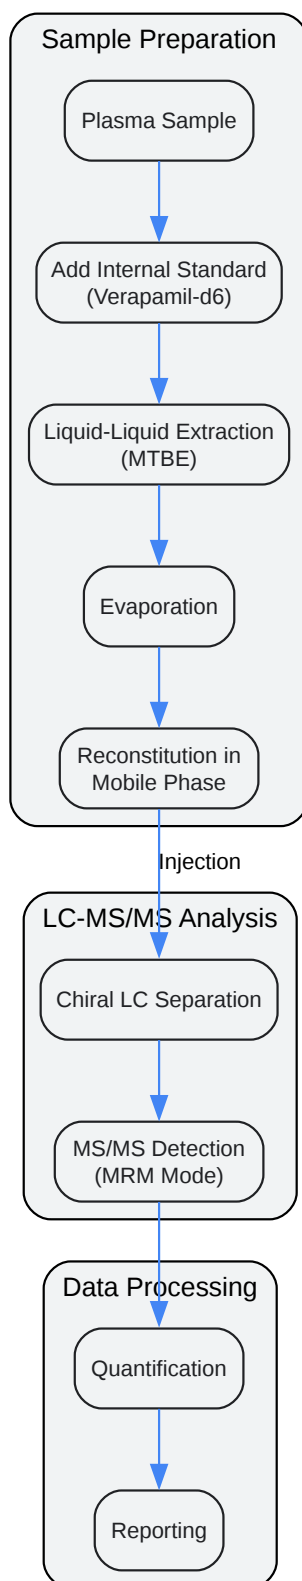 Sample Preparation
Plasma Sample
Add Internal Standard
(Verapamil-d6)
Liquid-Liquid Extraction
(MTBE)
Evaporation
Reconstitution in
Mobile Phase
Injection
LC-MS/MS Analysis
Chiral LC Separation
MS/MS Detection
(MRM Mode)
Data Processing
Quantification
Reporting